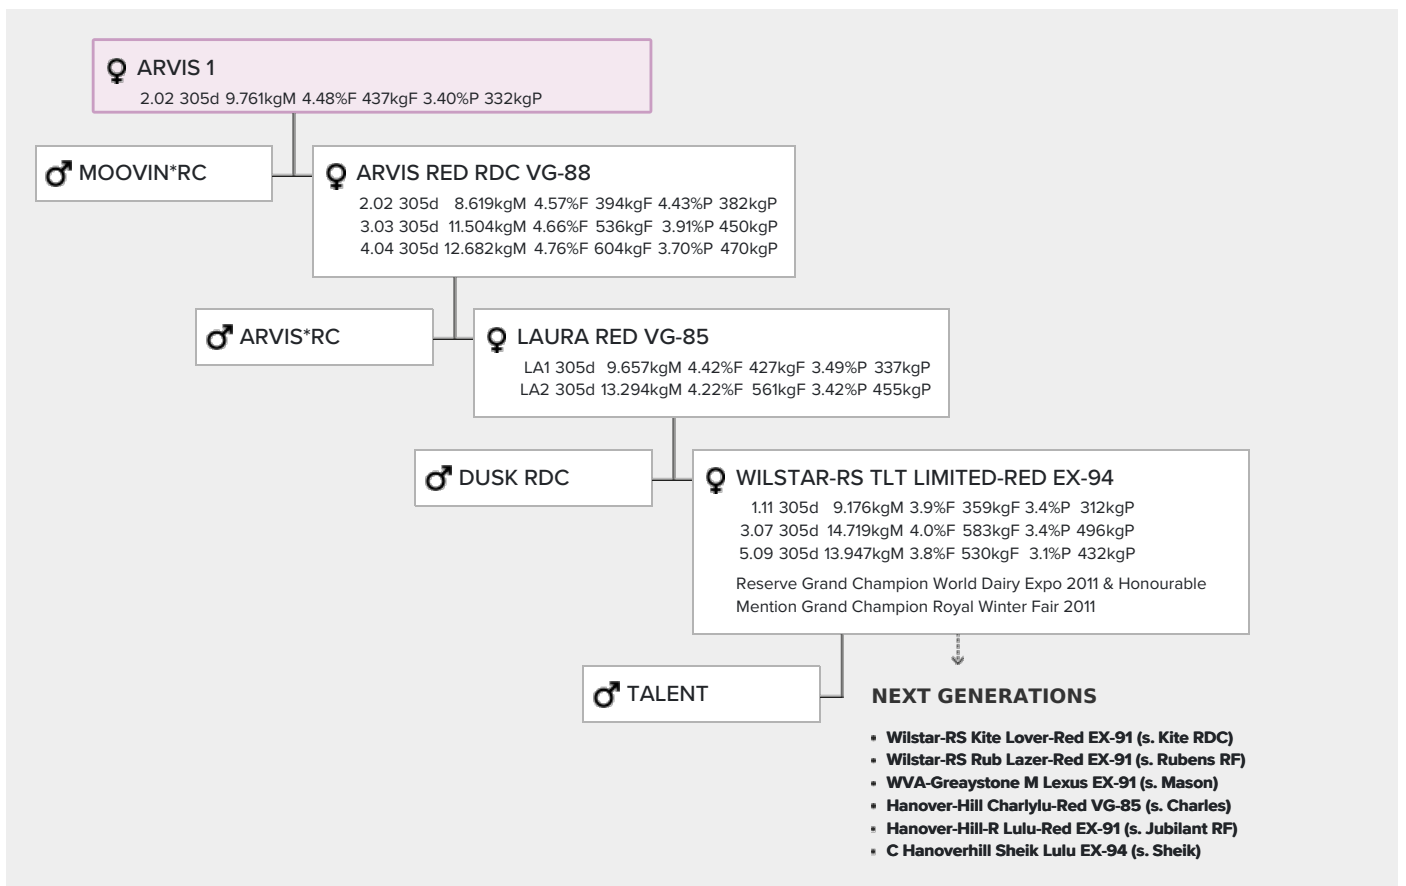 ARVIS 1
2.02 305d 9.761kgM 4.48%F 437kgF 3.40%P 332kgP
MOOVIN*RC
ARVIS RED RDC VG-88
2.02 305d 8.619kgM 4.57%F 394kgF 4.43%P 382kgP
3.03 305d 11.504kgM 4.66%F 536kgF 3.91%P 450kgP
4.04 305d 12.682kgM 4.76%F 604kgF 3.70%P 470kgP
ARVIS*RC
LAURA RED VG-85
LA1 305d 9.657kgM 4.42%F 427kgF 3.49%P 337kgP
LA2 305d 13.294kgM 4.22%F 561kgF 3.42%P 455kgP
DUSK RDC
WILSTAR-RS TLT LIMITED-RED EX-94
1.11 305d 9.176kgM 3.9%F 359kgF 3.4%P 312kgP
3.07 305d 14.719kgM 4.0%F 583kgF 3.4%P 496kgP
5.09 305d 13.947kgM 3.8%F 530kgF 3.1%P 432kgP
Reserve Grand Champion World Dairy Expo 2011 & Honourable
Mention Grand Champion Royal Winter Fair 2011
TALENT
NEXT GENERATIONS
▪ Wilstar-RS Kite Lover-Red EX-91 (s. Kite RDC)
▪ Wilstar-RS Rub Lazer-Red EX-91 (s. Rubens RF)
▪ WVA-Greaystone M Lexus EX-91 (s. Mason)
▪ Hanover-Hill Charlylu-Red VG-85 (s. Charles)
▪ Hanover-Hill-R Lulu-Red EX-91 (s. Jubilant RF)
▪ C Hanoverhill Sheik Lulu EX-94 (s. Sheik)